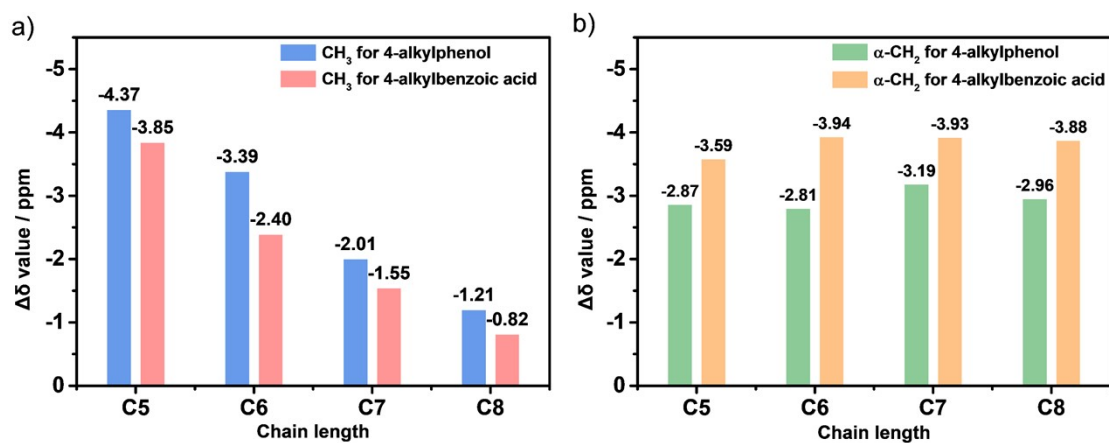 a)
CH₃ for 4-alkylphenol
CH₃ for 4-alkylbenzoic acid
-5
-4
-3
-2
-1
0
Δδ value / ppm
-4.37
-3.85
-3.39
-2.40
-2.01
-1.55
-1.21
-0.82
C5 C6 C7 C8
Chain length
b)
α-CH₂ for 4-alkylphenol
α-CH₂ for 4-alkylbenzoic acid
-5
-4
-3
-2
-1
0
Δδ value / ppm
-2.87
-3.59
-2.81
-3.94
-3.19
-3.93
-2.96
-3.88
C5 C6 C7 C8
Chain length